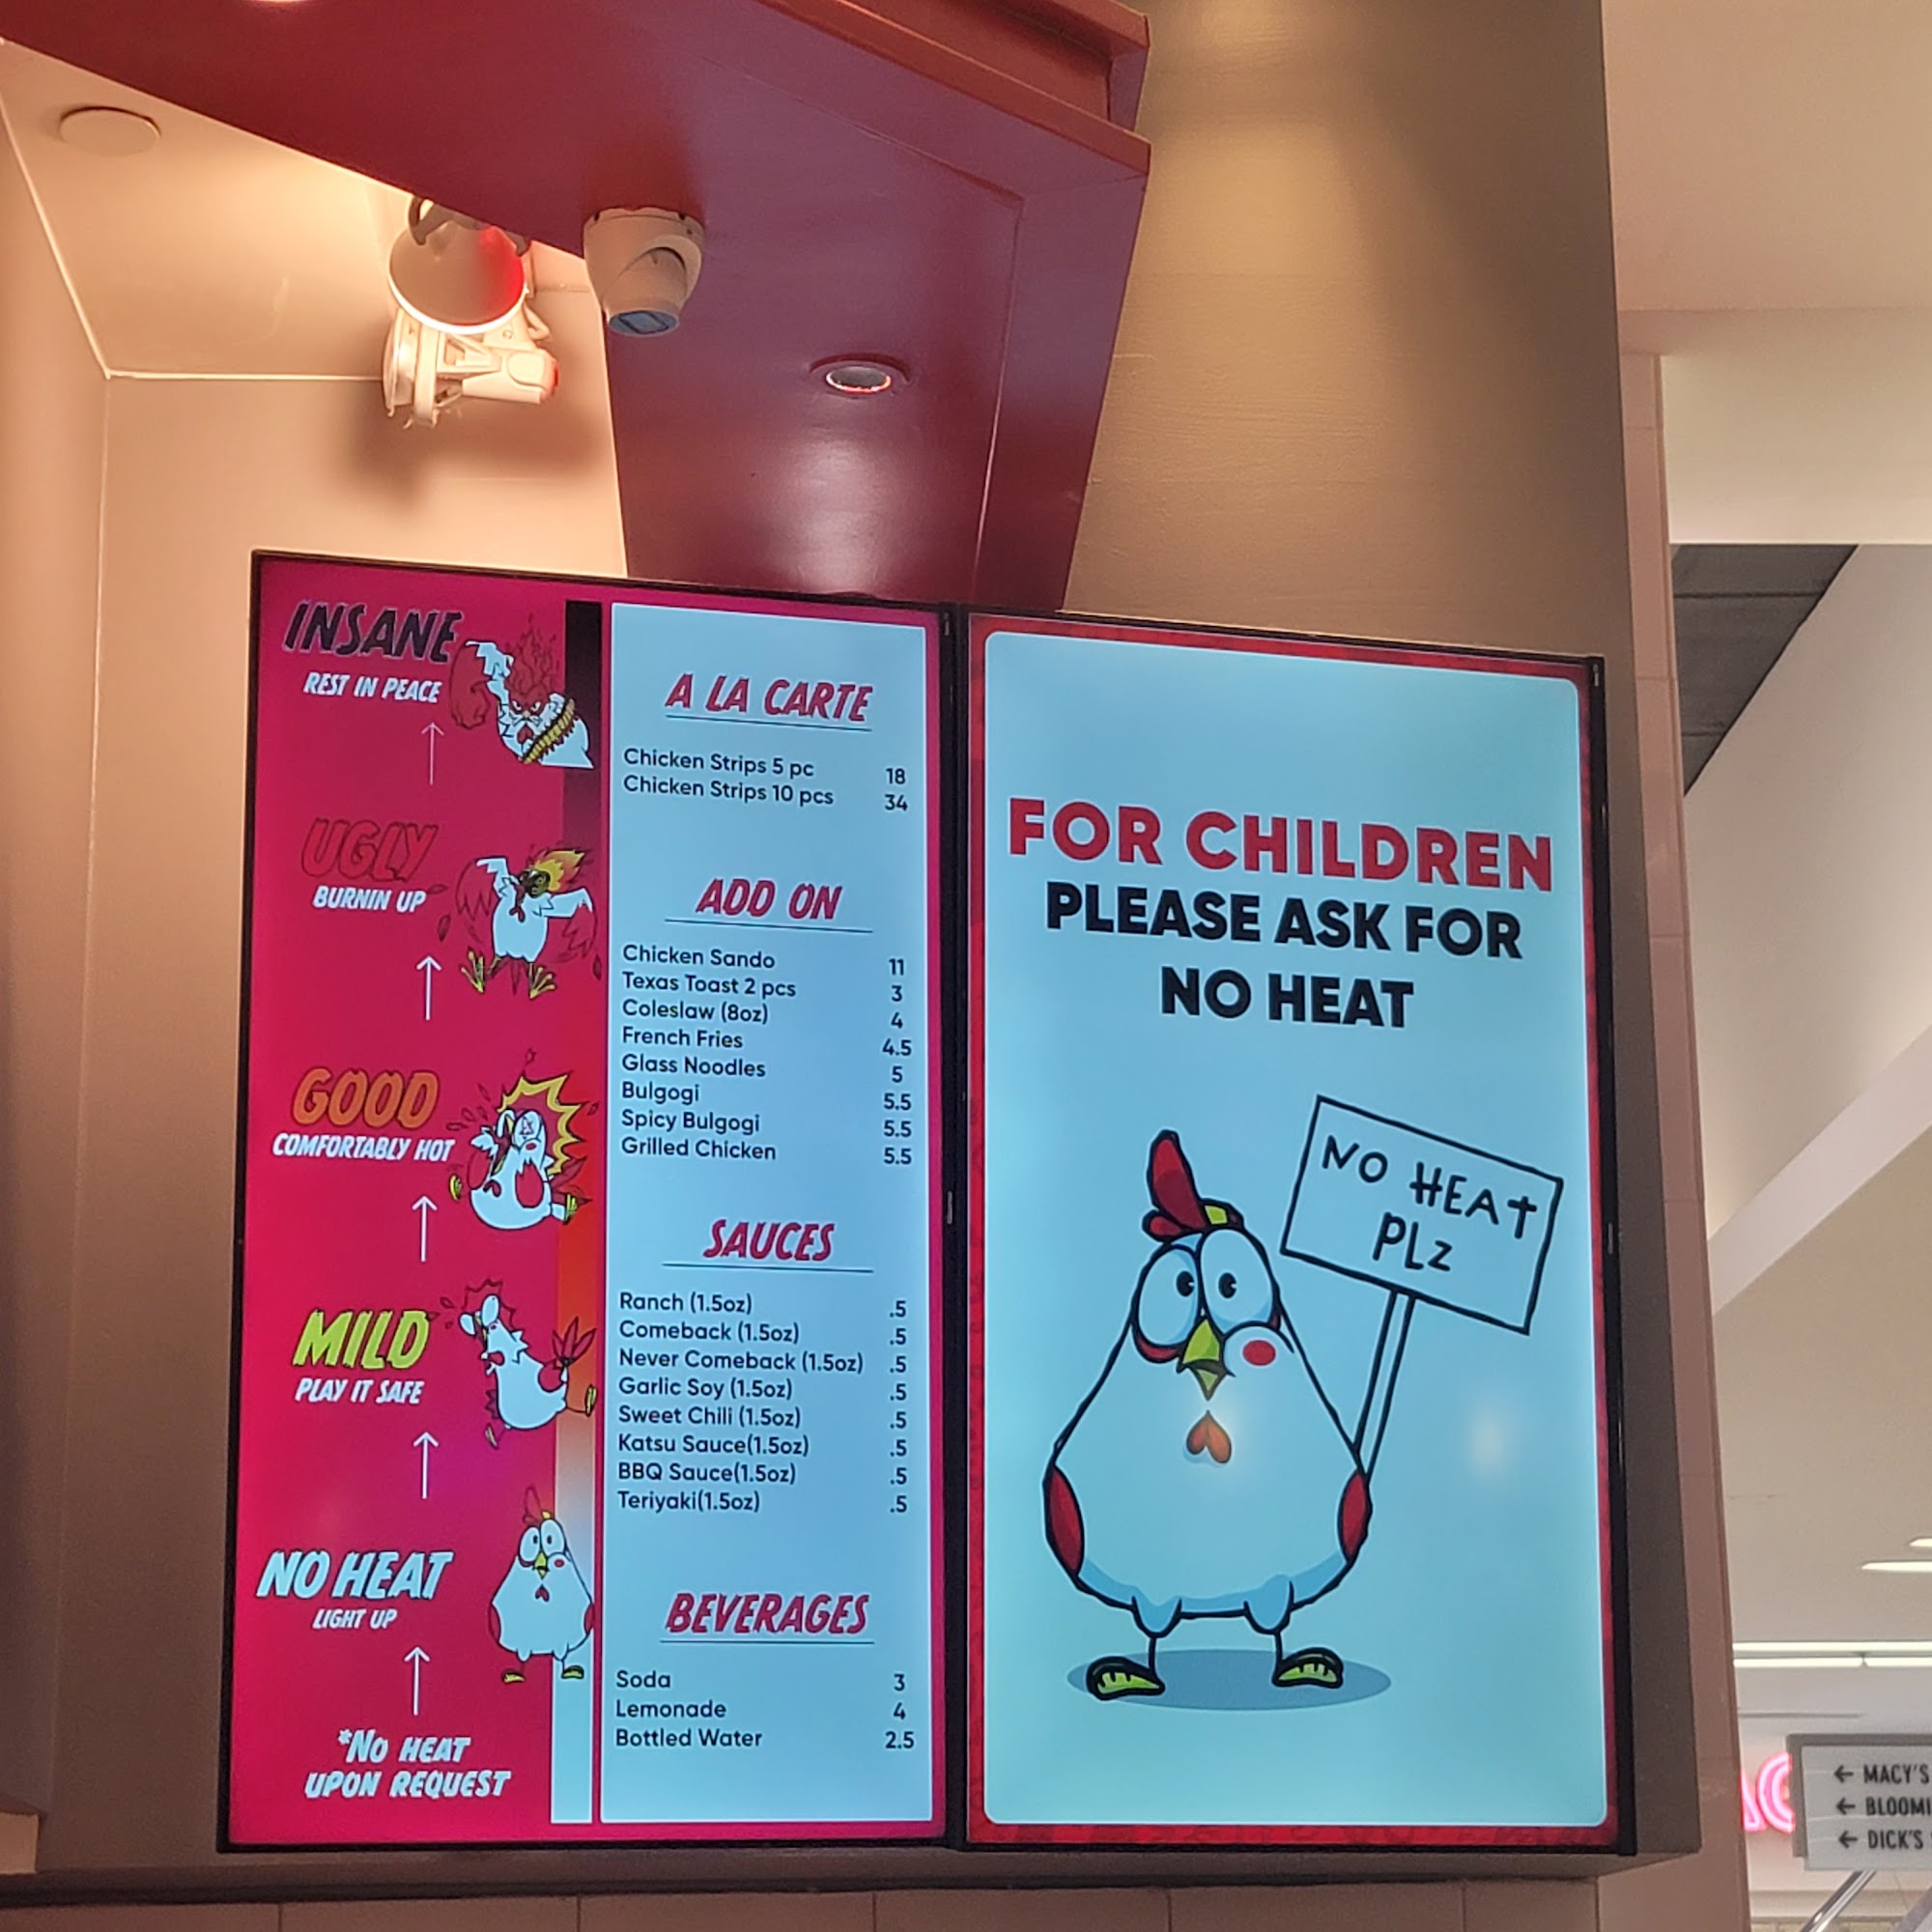 INSANE
REST IN PEACE
UGLY
BURNIN UP
GOOD
COMFORTABLY HOT
MILD
PLAY IT SAFE
NO HEAT
LIGHT UP
*NO HEAT
UPON REQUEST
A LA CARTE
Chicken Strips 5 pc 18
Chicken Strips 10 pcs 34
ADD ON
Chicken Sando 11
Texas Toast 2 pcs 3
Coleslaw (8oz) 4
French Fries 4.5
Glass Noodles 5
Bulgogi 5.5
Spicy Bulgogi 5.5
Grilled Chicken 5.5
SAUCES
Ranch (1.5oz) .5
Comeback (1.5oz) .5
Never Comeback (1.5oz) .5
Garlic Soy (1.5oz) .5
Sweet Chili (1.5oz) .5
Katsu Sauce(1.5oz) .5
BBQ Sauce(1.5oz) .5
Teriyaki(1.5oz) .5
BEVERAGES
Soda 3
Lemonade 4
Bottled Water 2.5
FOR CHILDREN
PLEASE ASK FOR
NO HEAT
NO HEAT
PLZ
← MACY'S
← BLOOMI
← DICK'S